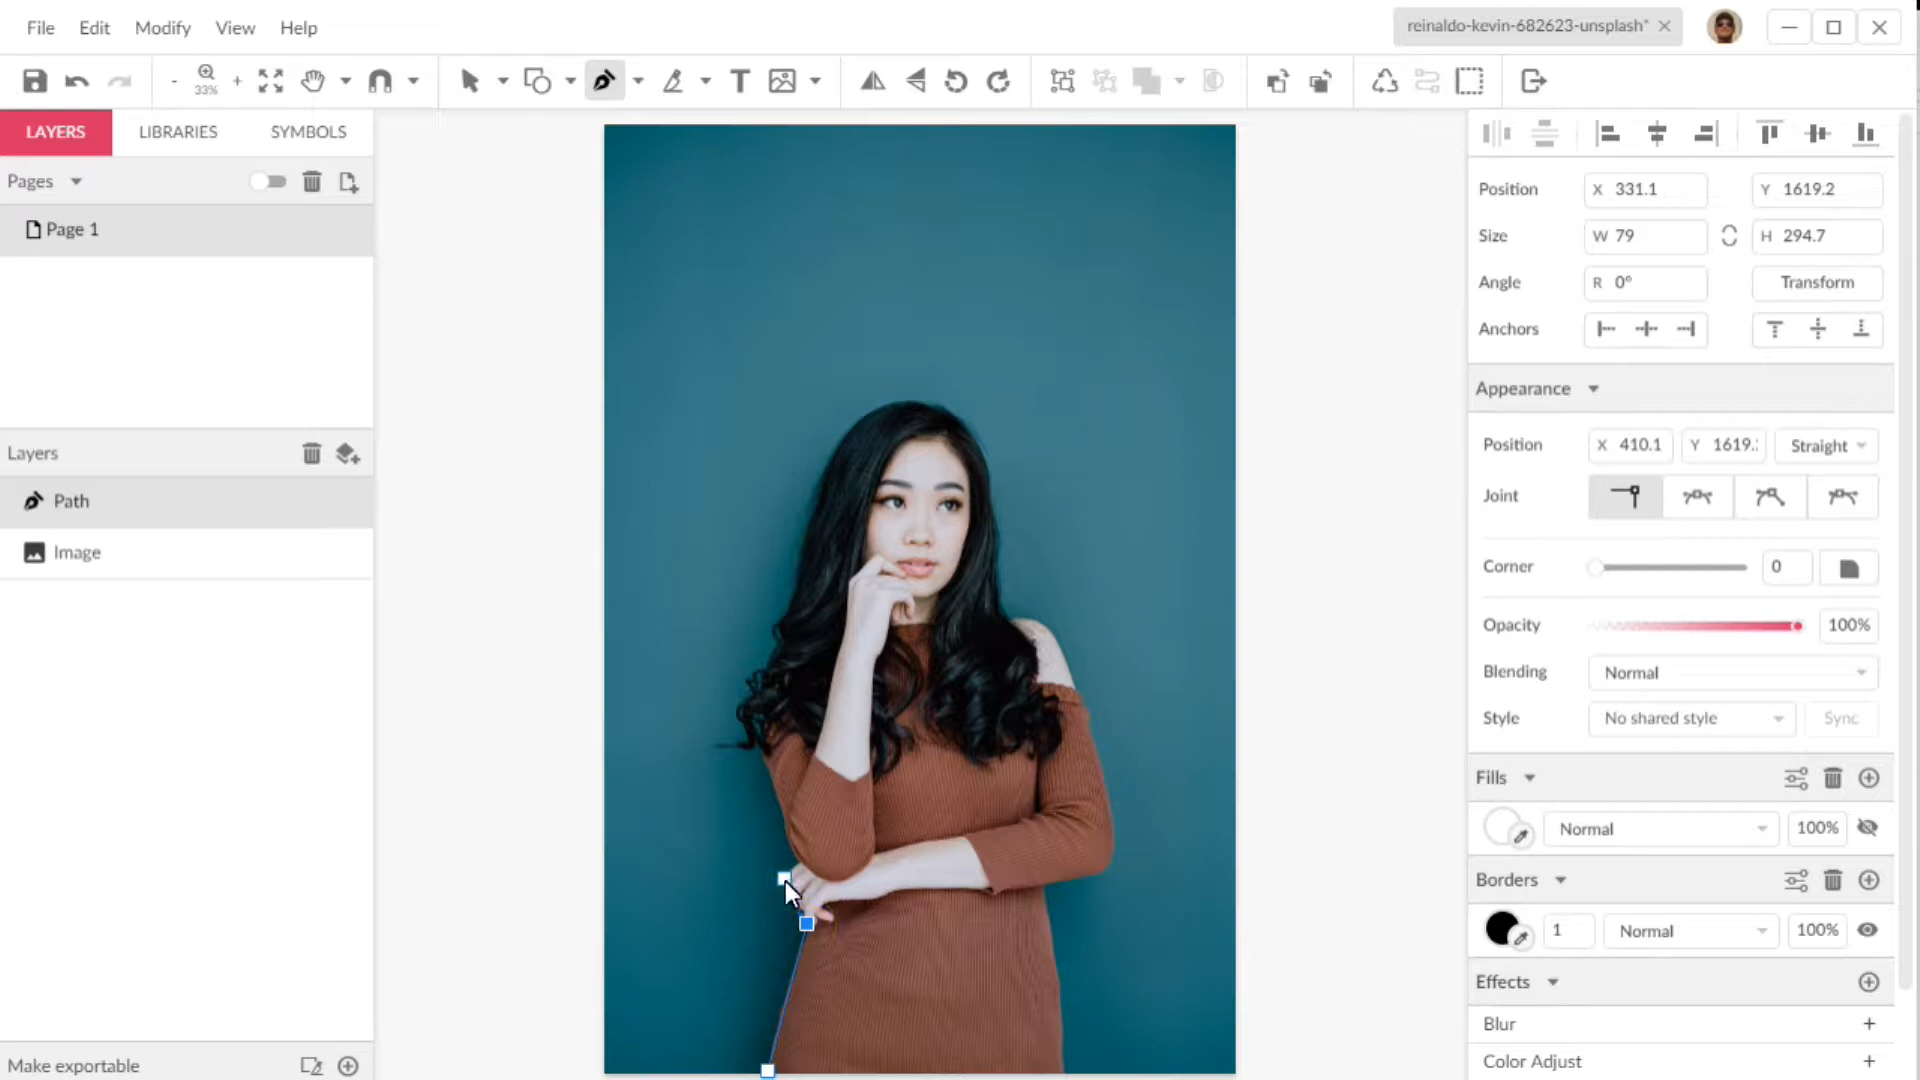 File Edit Modify View Help
reinaldo-kevin-682623-unsplash*
- 33% +
LAYERS LIBRARIES SYMBOLS
Pages
Page 1
Layers
Path
Image
Make exportable
Position X 331.1 Y 1619.2
Size W 79 H 294.7
Angle R 0° Transform
Anchors
Appearance
Position X 410.1 Y 1619.: Straight
Joint
Corner 0
Opacity 100%
Blending Normal
Style No shared style Sync
Fills
Normal 100%
Borders
1 Normal 100%
Effects
Blur +
Color Adjust +